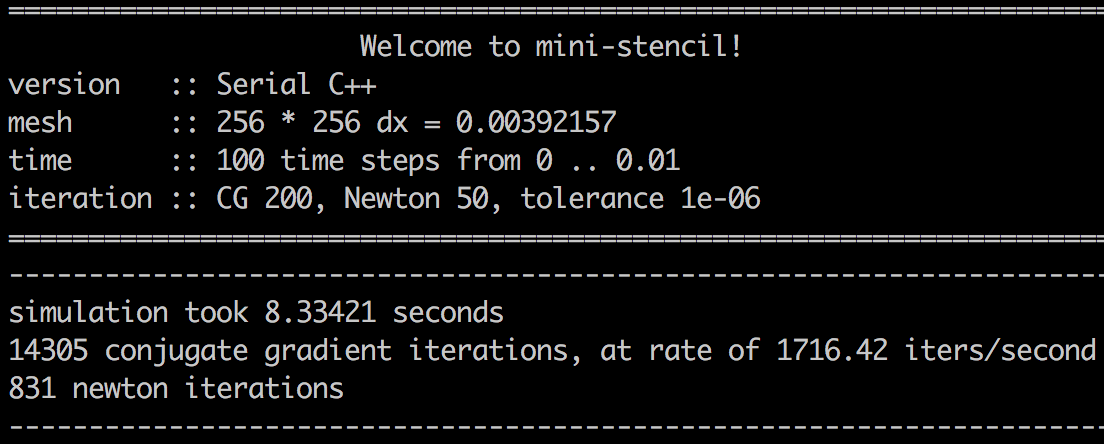 =====================================================================
Welcome to mini-stencil!
version   :: Serial C++
mesh      :: 256 * 256 dx = 0.00392157
time      :: 100 time steps from 0 .. 0.01
iteration :: CG 200, Newton 50, tolerance 1e-06
=====================================================================
---------------------------------------------------------------------
simulation took 8.33421 seconds
14305 conjugate gradient iterations, at rate of 1716.42 iters/second
831 newton iterations
---------------------------------------------------------------------